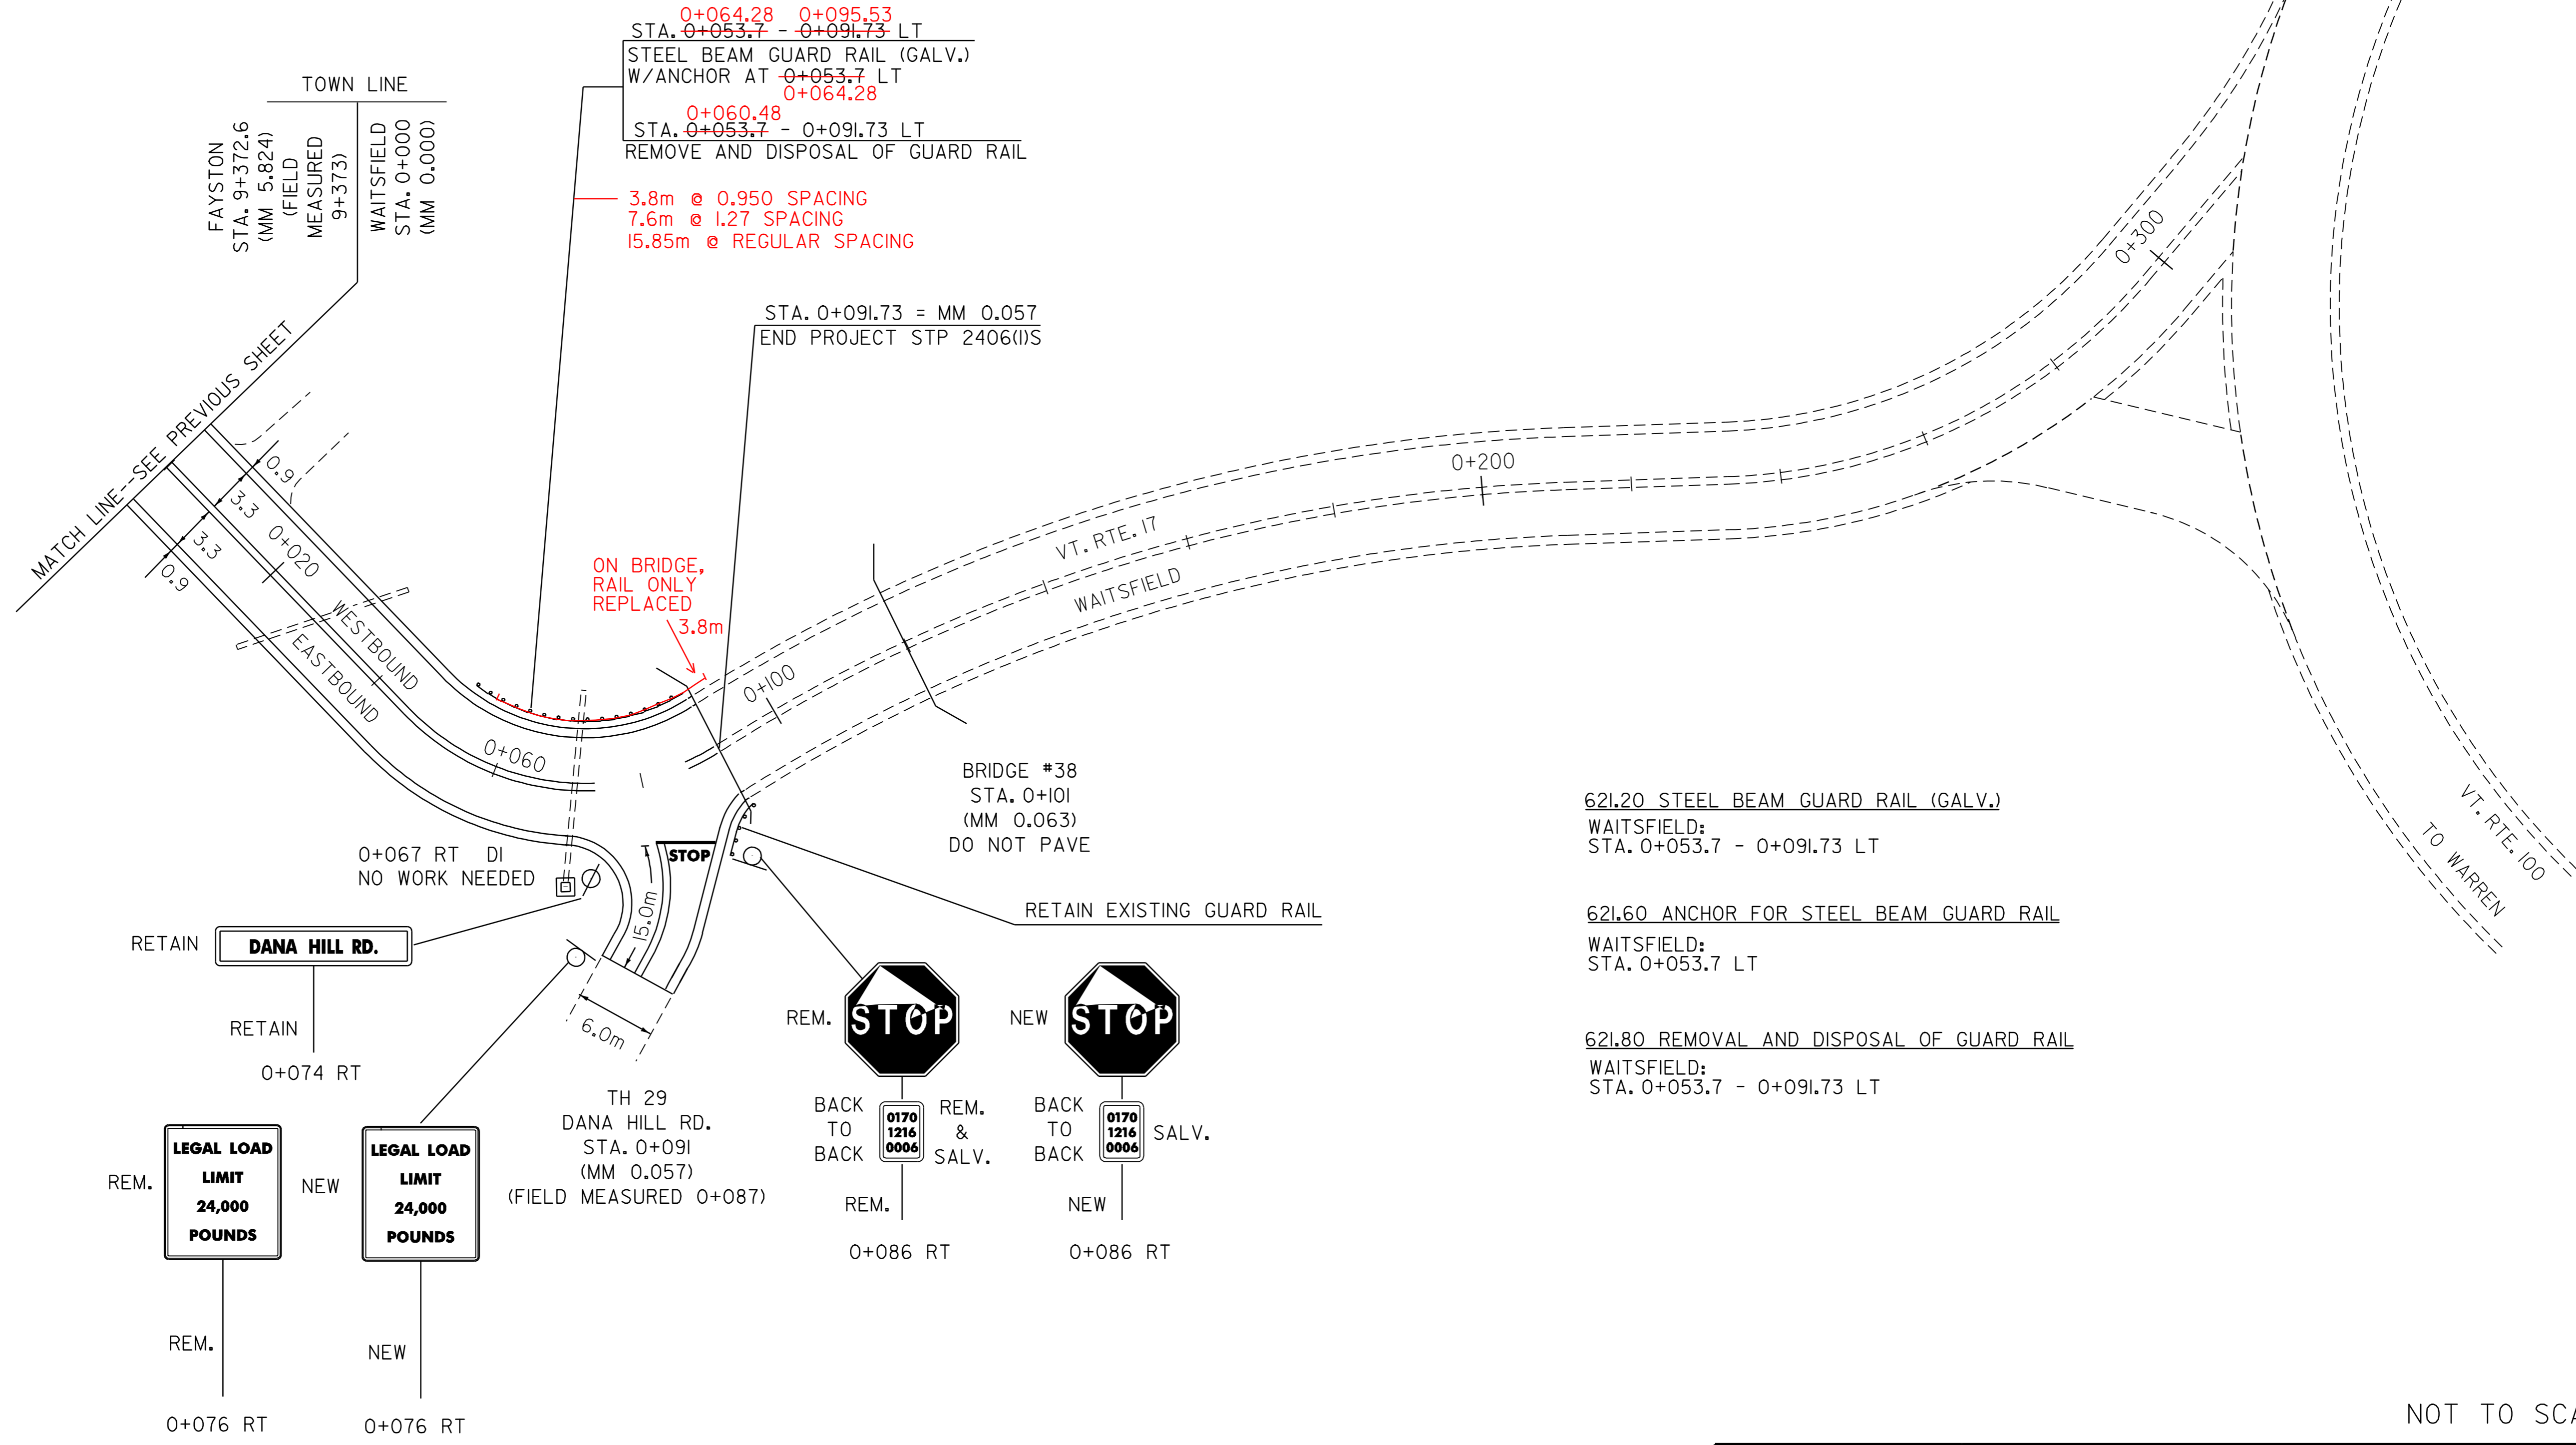 0+064.28 0+095.53
STA. 0+053.7 - 0+091.73 LT
STEEL BEAM GUARD RAIL (GALV.)
W/ANCHOR AT 0+053.7 LT
0+064.28
0+060.48
STA. 0+053.7 - 0+091.73 LT
REMOVE AND DISPOSAL OF GUARD RAIL
3.8m @ 0.950 SPACING
7.6m @ 1.27 SPACING
15.85m @ REGULAR SPACING
TOWN LINE
FAYSTON
STA. 9+372.6
(MM 5.824)
(FIELD
MEASURED
9+373)
WAITSFIELD
STA. 0+000
(MM 0.000)
STA. 0+091.73 = MM 0.057
END PROJECT STP 2406(1)S
MATCH LINE--SEE PREVIOUS SHEET
0.9
3.3
3.3
0.9
0+020
WESTBOUND
EASTBOUND
0+060
ON BRIDGE,
RAIL ONLY
REPLACED
3.8m
0+100
VT. RTE. 17
WAITSFIELD
0+200
0+300
BRIDGE #38
STA. 0+101
(MM 0.063)
DO NOT PAVE
0+067 RT DI
NO WORK NEEDED
STOP
15.0m
6.0m
RETAIN EXISTING GUARD RAIL
RETAIN
DANA HILL RD.
RETAIN
0+074 RT
TH 29
DANA HILL RD.
STA. 0+091
(MM 0.057)
(FIELD MEASURED 0+087)
REM.
LEGAL LOAD
LIMIT
24,000
POUNDS
REM.
0+076 RT
NEW
LEGAL LOAD
LIMIT
24,000
POUNDS
NEW
0+076 RT
REM.
STOP
BACK
TO
BACK
0170
1216
0006
REM.
&
SALV.
REM.
0+086 RT
NEW
STOP
BACK
TO
BACK
0170
1216
0006
SALV.
NEW
0+086 RT
621.20 STEEL BEAM GUARD RAIL (GALV.)
WAITSFIELD:
STA. 0+053.7 - 0+091.73 LT
621.60 ANCHOR FOR STEEL BEAM GUARD RAIL
WAITSFIELD:
STA. 0+053.7 LT
621.80 REMOVAL AND DISPOSAL OF GUARD RAIL
WAITSFIELD:
STA. 0+053.7 - 0+091.73 LT
VT. RTE. 100
TO WARREN
NOT TO SCA